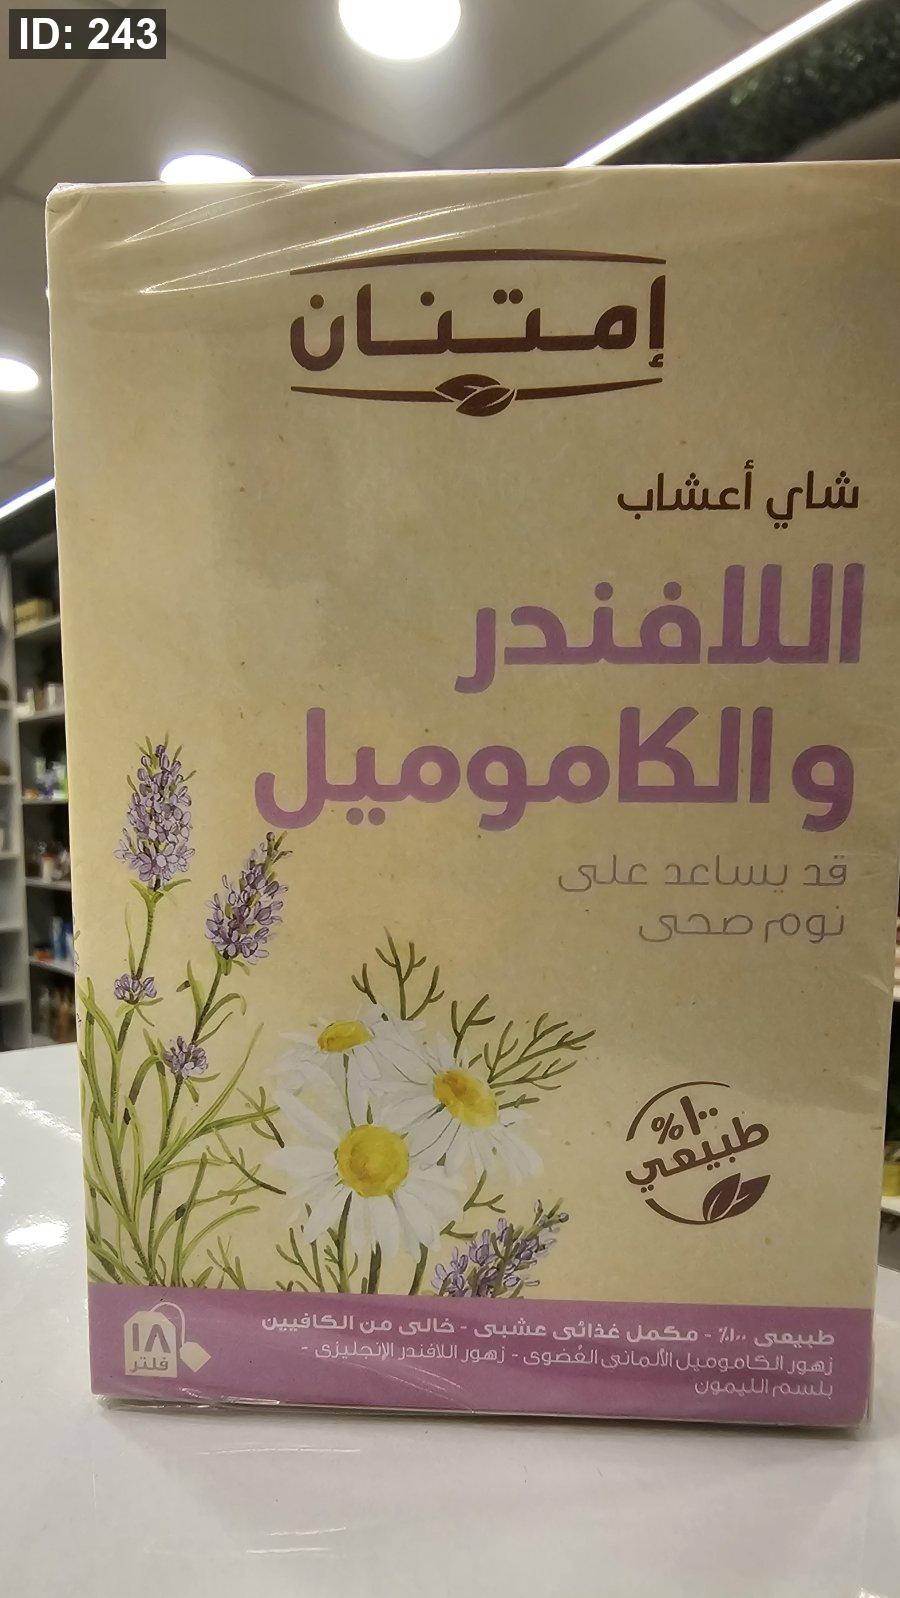 ID: 243
إمتنان
شاي أعشاب
اللافندر
والكاموميل
قد يساعد على
نوم صحى
١٠٠%
طبيعي
طبيعى ١٠٠٪ - مكمل غذائى عشبى - خالى من الكافيين
زهور الكاموميل الألمانى العُضوى - زهور اللافندر الإنجليزى -
بلسم الليمون
١٨
فلتر